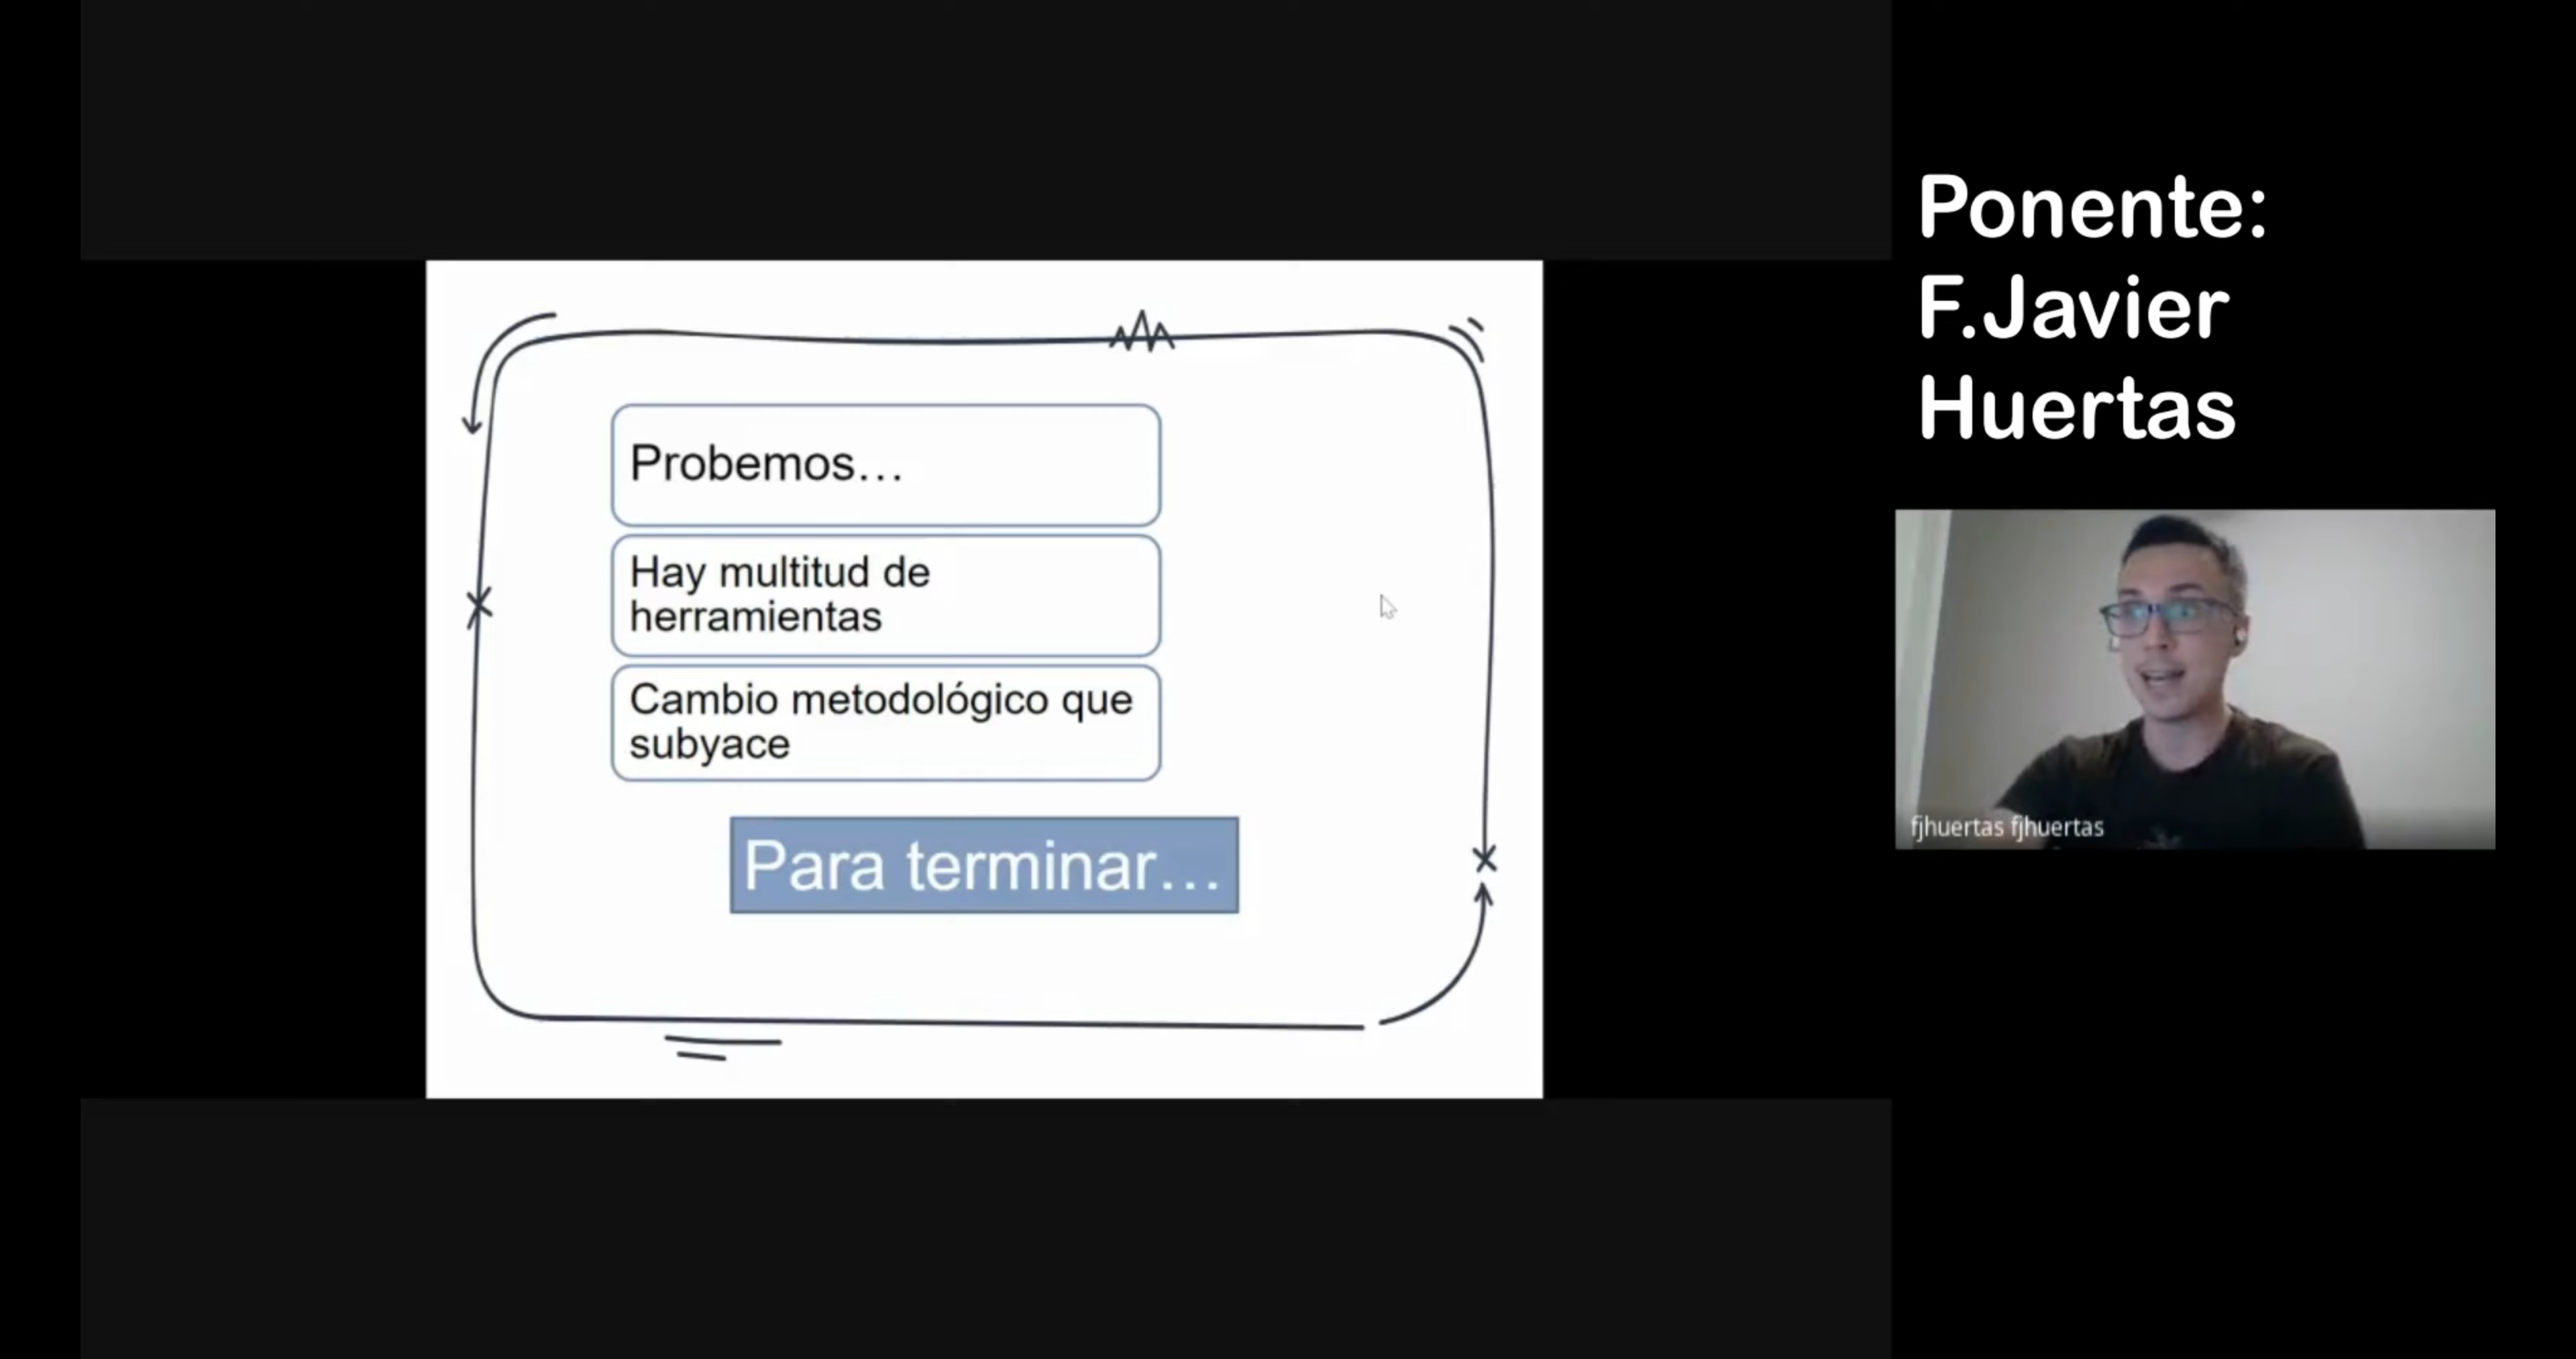 Probemos…
Hay multitud de
herramientas
Cambio metodológico que
subyace
Para terminar…
Ponente:
F.Javier
Huertas
fjhuertas fjhuertas